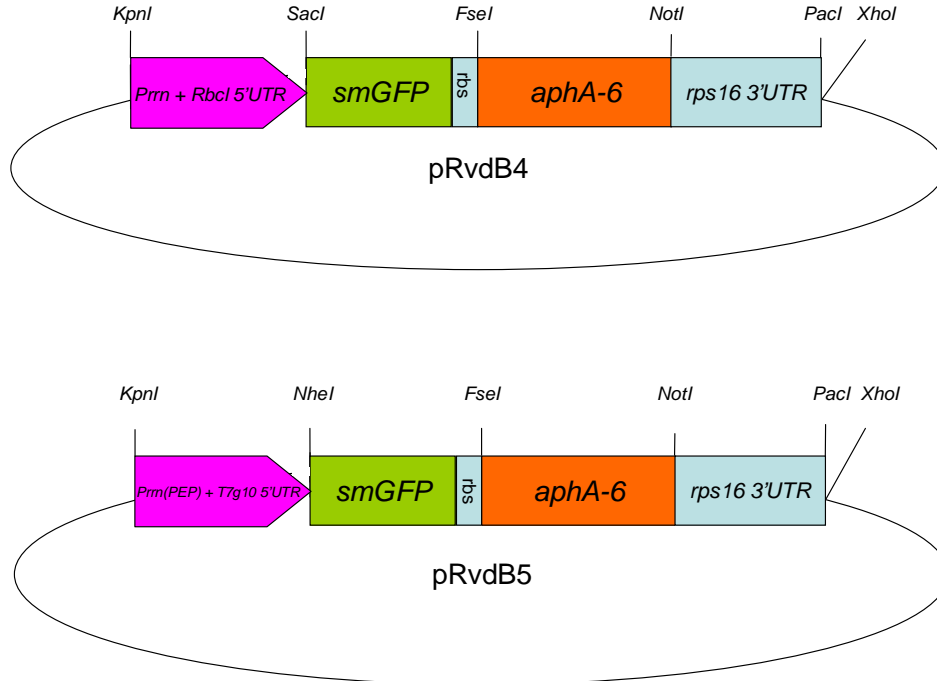 KpnI SacI FseI NotI PacI XhoI
Prrn + Rbcl 5'UTR smGFP rbs aphA-6 rps16 3'UTR
pRvdB4
KpnI NheI FseI NotI PacI XhoI
Prrn(PEP) + T7g10 5'UTR smGFP rbs aphA-6 rps16 3'UTR
pRvdB5